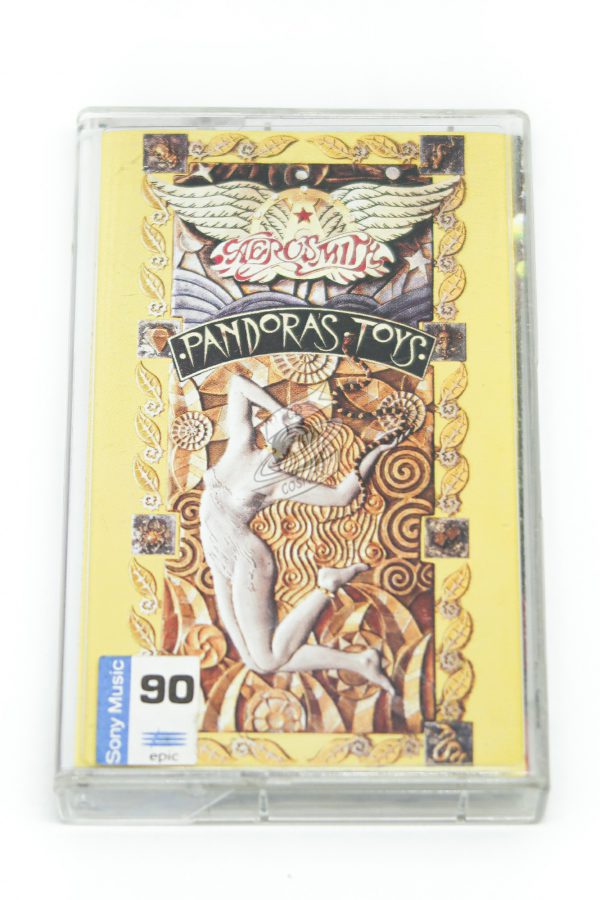 AEROSMITH
·PANDORA'S·TOYS·
Sony Music
90
epic